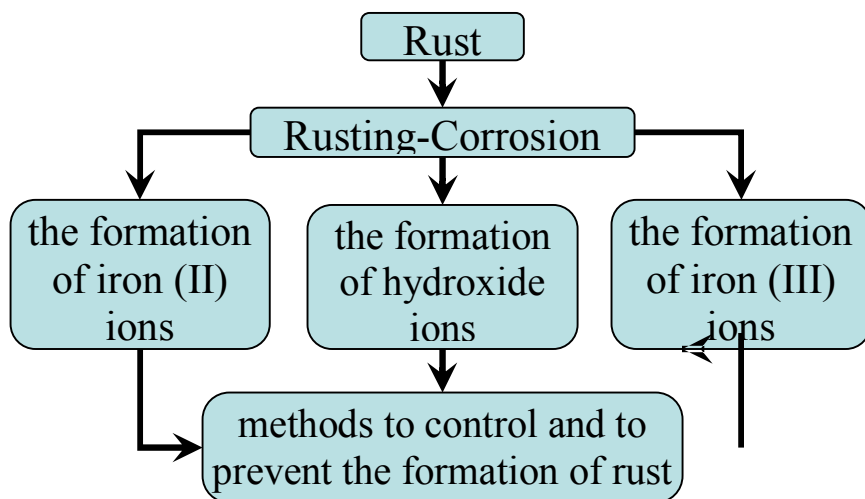 Rust
Rusting-Corrosion
the formation
of iron (II)
ions
the formation
of hydroxide
ions
the formation
of iron (III)
ions
methods to control and to
prevent the formation of rust